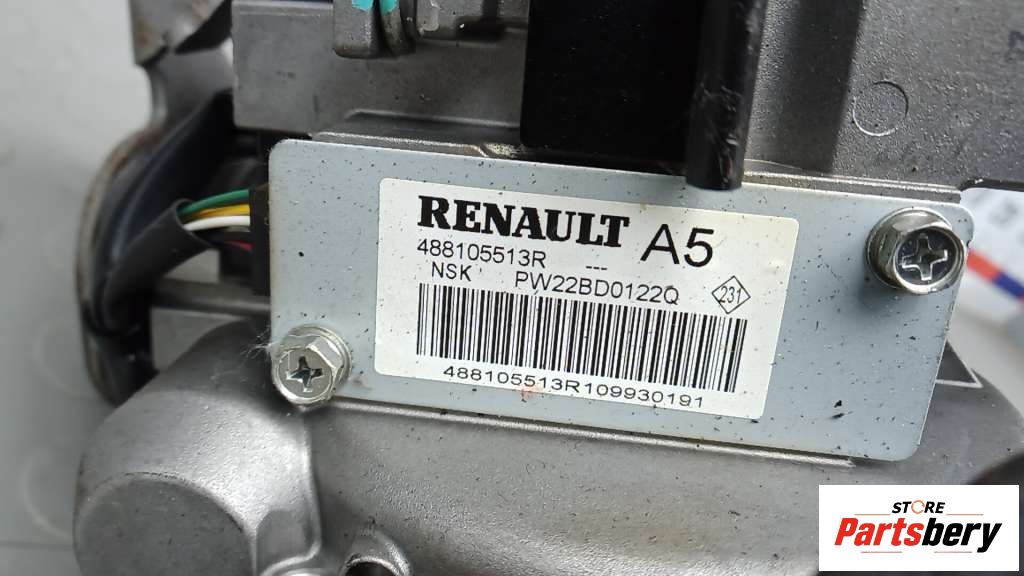 RENAULT A5
488105513R ---
NSK PW22BD0122Q 231
488105513R109930191
STORE
Partsbery